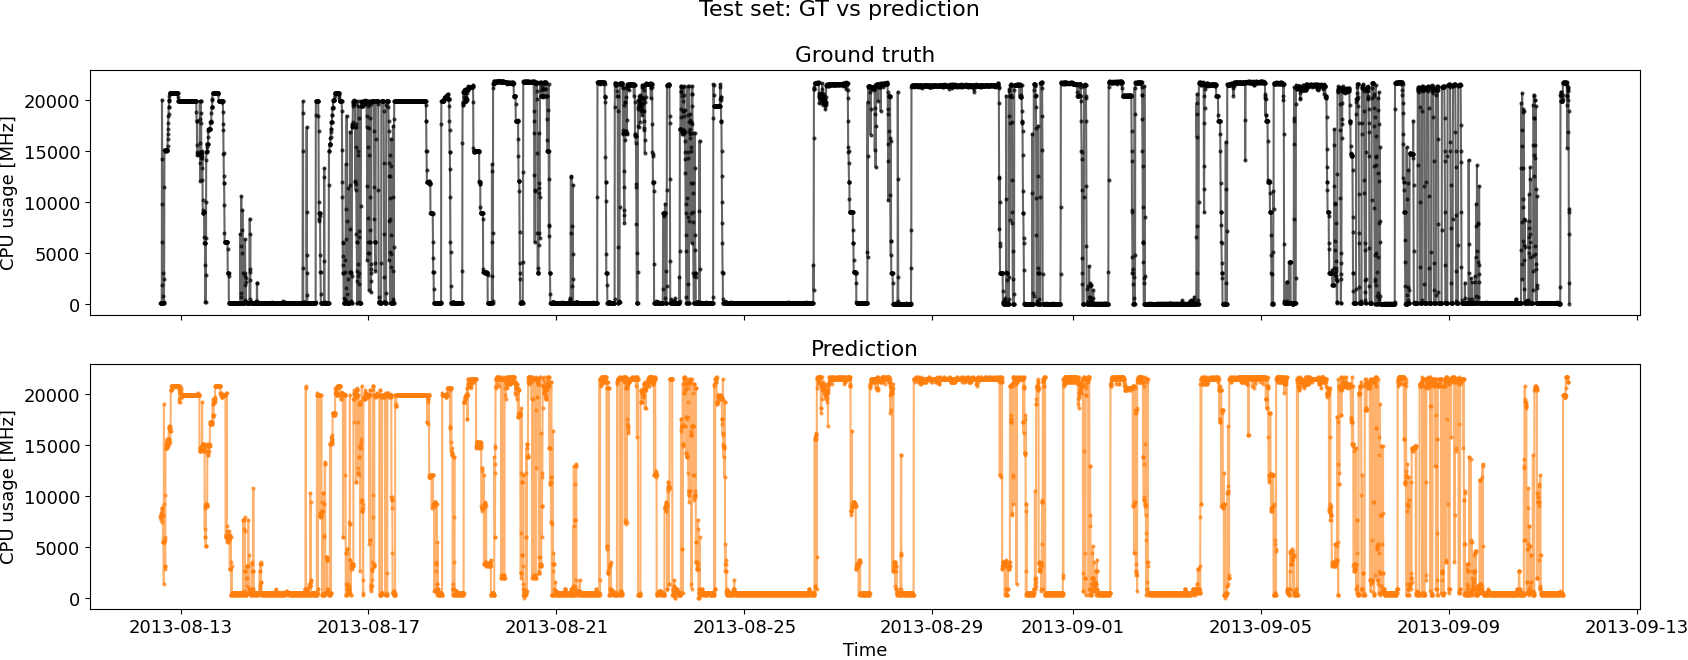 Test set: GT vs prediction
Ground truth
CPU usage [MHz]
20000
15000
10000
5000
0
Prediction
CPU usage [MHz]
20000
15000
10000
5000
0
2013-08-13 2013-08-17 2013-08-21 2013-08-25 2013-08-29 2013-09-01 2013-09-05 2013-09-09 2013-09-13
Time